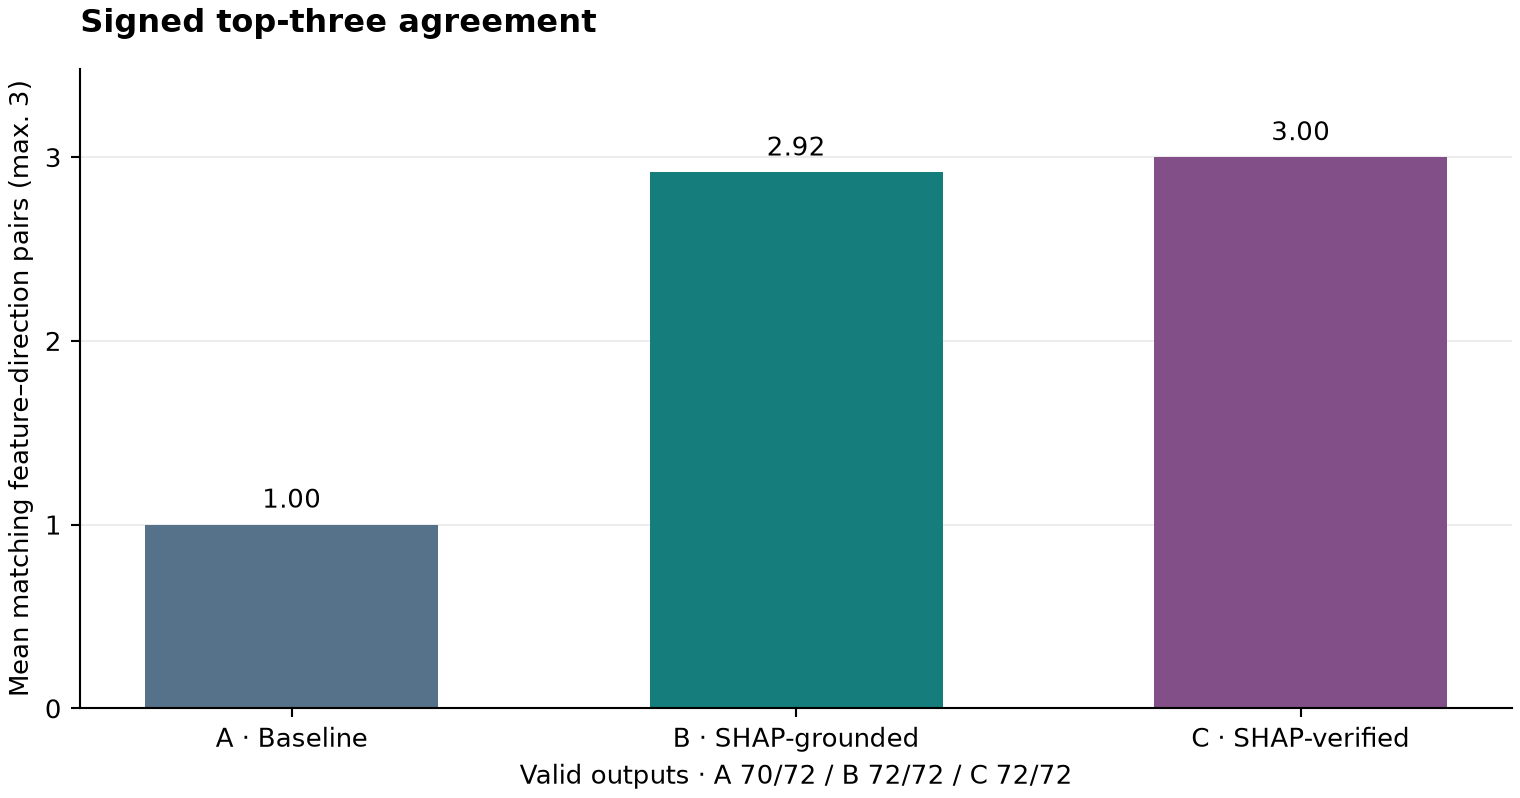 Signed top-three agreement
Mean matching feature–direction pairs (max. 3)
3
2
1
0
1.00
2.92
3.00
A · Baseline
B · SHAP-grounded
C · SHAP-verified
Valid outputs · A 70/72 / B 72/72 / C 72/72